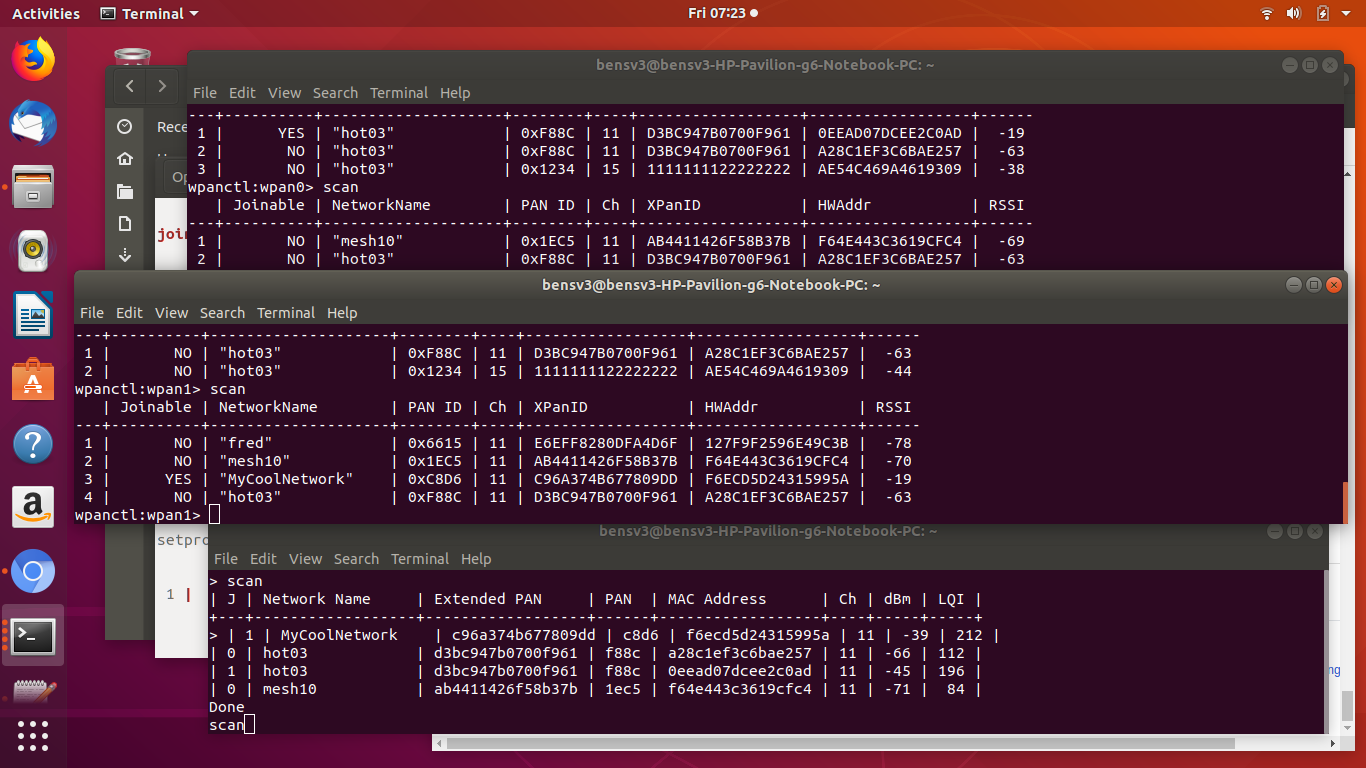 Activities Terminal Fri 07:23
bensv3@bensv3-HP-Pavilion-g6-Notebook-PC: ~
File Edit View Search Terminal Help
---+----------+--------------------+--------+----+------------------+------------------+------
1 | YES | "hot03" | 0xF88C | 11 | D3BC947B0700F961 | 0EEAD07DCEE2C0AD | -19
2 | NO | "hot03" | 0xF88C | 11 | D3BC947B0700F961 | A28C1EF3C6BAE257 | -63
3 | NO | "hot03" | 0x1234 | 15 | 1111111122222222 | AE54C469A4619309 | -38
wpanctl:wpan0> scan
| Joinable | NetworkName | PAN ID | Ch | XPanID | HWAddr | RSSI
---+----------+--------------------+--------+----+------------------+------------------+------
1 | NO | "mesh10" | 0x1EC5 | 11 | AB4411426F58B37B | F64E443C3619CFC4 | -69
2 | NO | "hot03" | 0xF88C | 11 | D3BC947B0700F961 | A28C1EF3C6BAE257 | -63
Rece
Op
join
bensv3@bensv3-HP-Pavilion-g6-Notebook-PC: ~
File Edit View Search Terminal Help
---+----------+--------------------+--------+----+------------------+------------------+------
1 | NO | "hot03" | 0xF88C | 11 | D3BC947B0700F961 | A28C1EF3C6BAE257 | -63
2 | NO | "hot03" | 0x1234 | 15 | 1111111122222222 | AE54C469A4619309 | -44
wpanctl:wpan1> scan
| Joinable | NetworkName | PAN ID | Ch | XPanID | HWAddr | RSSI
---+----------+--------------------+--------+----+------------------+------------------+------
1 | NO | "fred" | 0x6615 | 11 | E6EFF8280DFA4D6F | 127F9F2596E49C3B | -78
2 | NO | "mesh10" | 0x1EC5 | 11 | AB4411426F58B37B | F64E443C3619CFC4 | -70
3 | YES | "MyCoolNetwork" | 0xC8D6 | 11 | C96A374B677809DD | F6ECD5D24315995A | -19
4 | NO | "hot03" | 0xF88C | 11 | D3BC947B0700F961 | A28C1EF3C6BAE257 | -63
wpanctl:wpan1>
setpro
1
bensv3@bensv3-HP-Pavilion-g6-Notebook-PC: ~
File Edit View Search Terminal Help
> scan
| J | Network Name | Extended PAN | PAN | MAC Address | Ch | dBm | LQI |
+---+------------------+------------------+------+------------------+----+-----+-----+
> | 1 | MyCoolNetwork | c96a374b677809dd | c8d6 | f6ecd5d24315995a | 11 | -39 | 212 |
| 0 | hot03 | d3bc947b0700f961 | f88c | a28c1ef3c6bae257 | 11 | -66 | 112 |
| 1 | hot03 | d3bc947b0700f961 | f88c | 0eead07dcee2c0ad | 11 | -45 | 196 |
| 0 | mesh10 | ab4411426f58b37b | 1ec5 | f64e443c3619cfc4 | 11 | -71 | 84 |
Done
scan
ng